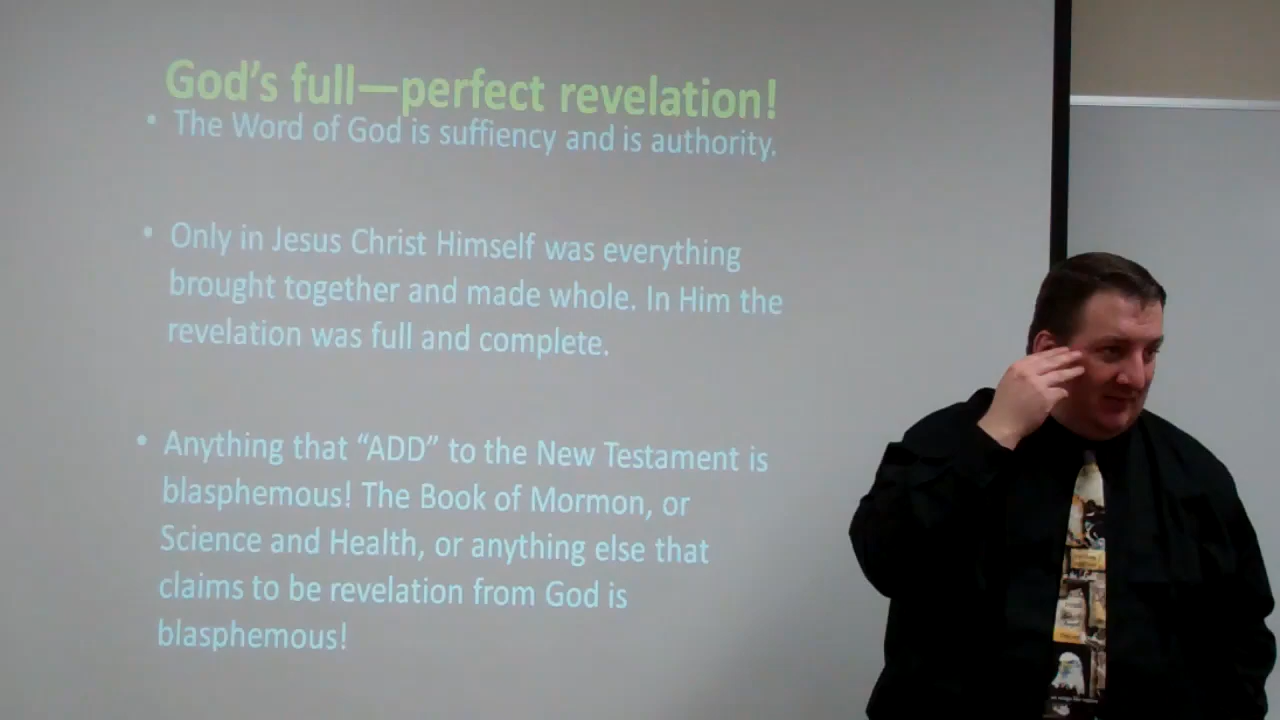 God's full—perfect revelation!
• The Word of God is suffiency and is authority.
• Only in Jesus Christ Himself was everything
brought together and made whole. In Him the
revelation was full and complete.
• Anything that “ADD” to the New Testament is
blasphemous! The Book of Mormon, or
Science and Health, or anything else that
claims to be revelation from God is
blasphemous!